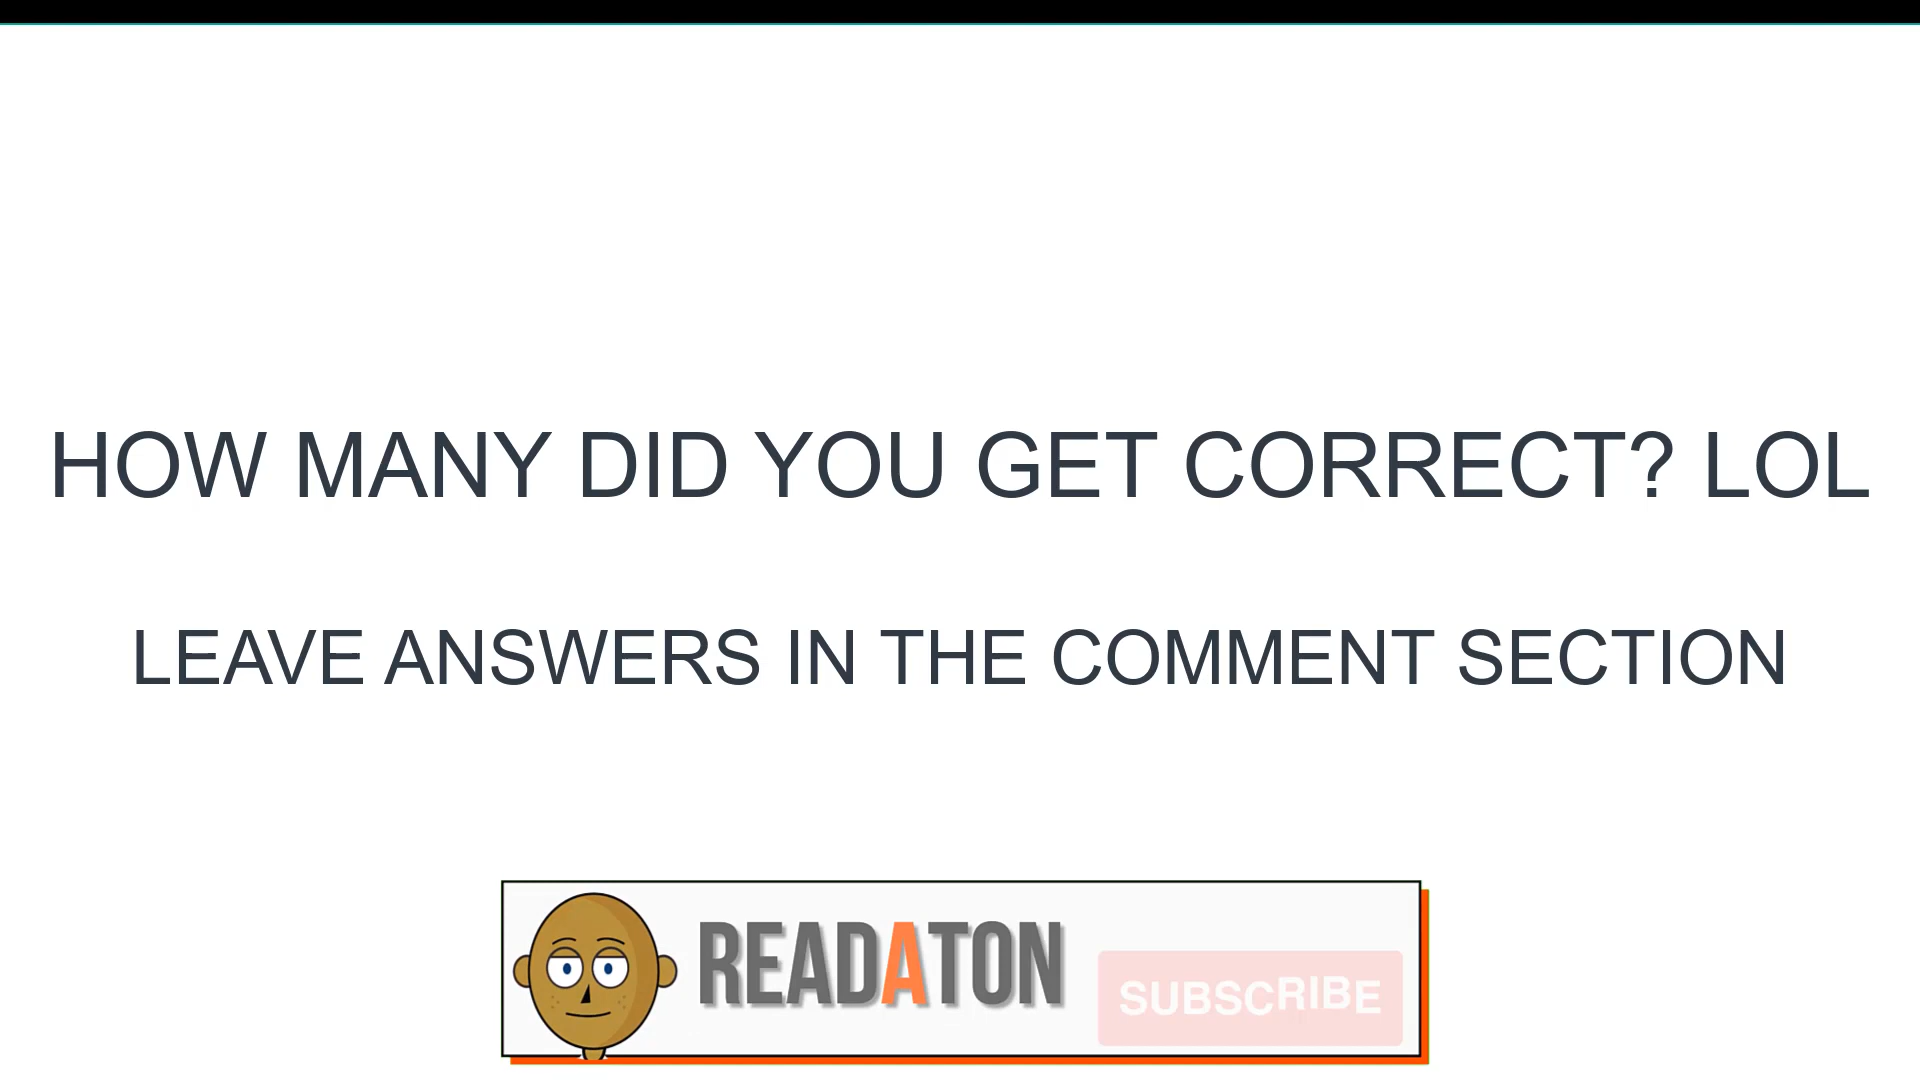 HOW MANY DID YOU GET CORRECT? LOL
LEAVE ANSWERS IN THE COMMENT SECTION
READATON
SUBSCRIBE